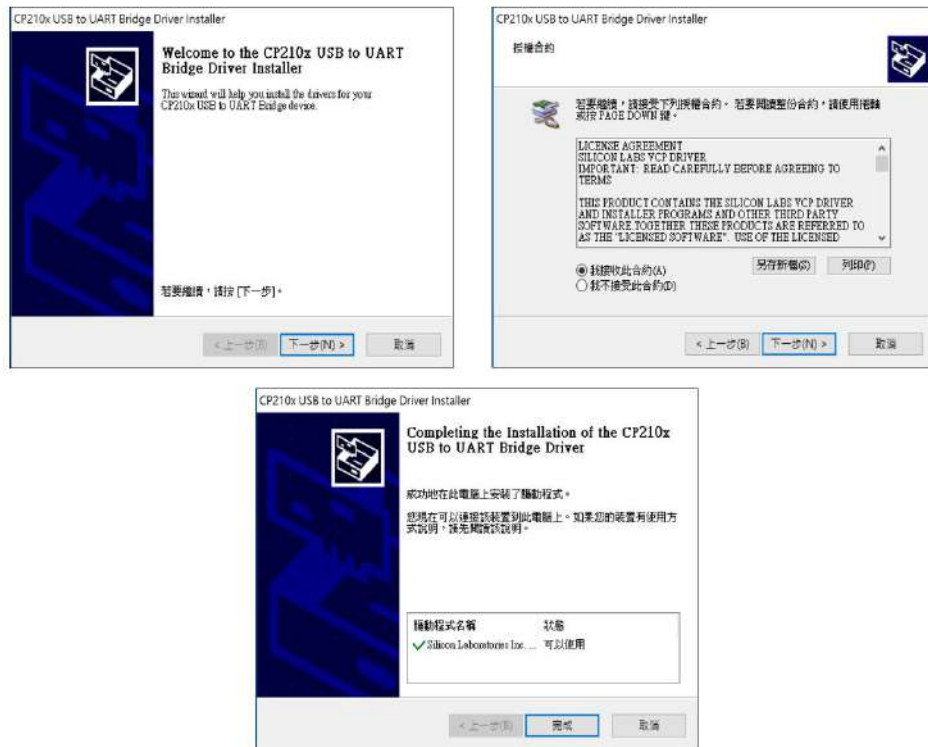 CP210x USB to UART Bridge Driver Installer
Welcome to the CP210x USB to UART
Bridge Driver Installer
This wizard will help you install the drivers for your
CP210x USB to UART Bridge device.
若要繼續，請按 [下一步]。
< 上一步(B)
下一步(N) >
取消
CP210x USB to UART Bridge Driver Installer
授權合約
若要繼續，請接受下列授權合約。若要閱讀整份合約，請使用捲軸
或按 PAGE DOWN 鍵。
LICENSE AGREEMENT
SILICON LABS VCP DRIVER
IMPORTANT: READ CAREFULLY BEFORE AGREEING TO
TERMS
THIS PRODUCT CONTAINS THE SILICON LABS VCP DRIVER
AND INSTALLER PROGRAMS AND OTHER THIRD PARTY
SOFTWARE. TOGETHER THESE PRODUCTS ARE REFERRED TO
AS THE "LICENSED SOFTWARE". USE OF THE LICENSED
我接收此合約(A)
我不接受此合約(D)
另存新檔(S)
列印(P)
< 上一步(B)
下一步(N) >
取消
CP210x USB to UART Bridge Driver Installer
Completing the Installation of the CP210x
USB to UART Bridge Driver
成功地在此電腦上安裝了驅動程式。
您現在可以連接該裝置到此電腦上。如果您的裝置有使用方
式說明，請先閱讀該說明。
驅動程式名稱 狀態
Silicon Laboratories Inc. ... 可以使用
< 上一步(B)
完成
取消